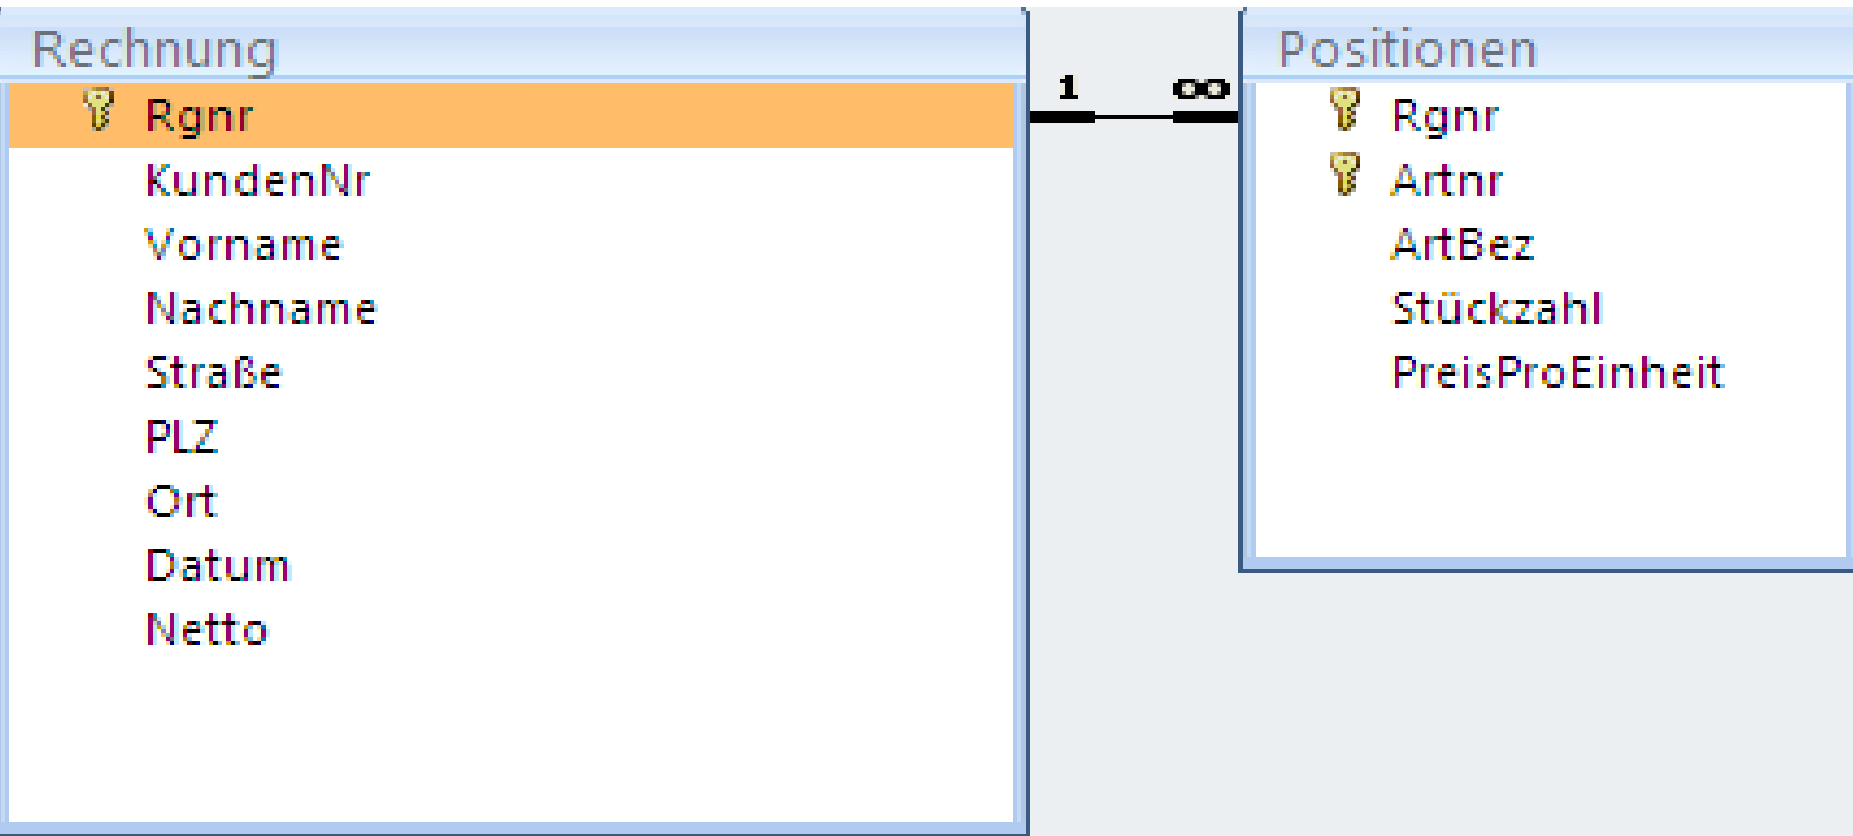 Rechnung
Rgnr
KundenNr
Vorname
Nachname
Straße
PLZ
Ort
Datum
Netto
1 ∞
Positionen
Rgnr
Artnr
ArtBez
Stückzahl
PreisProEinheit